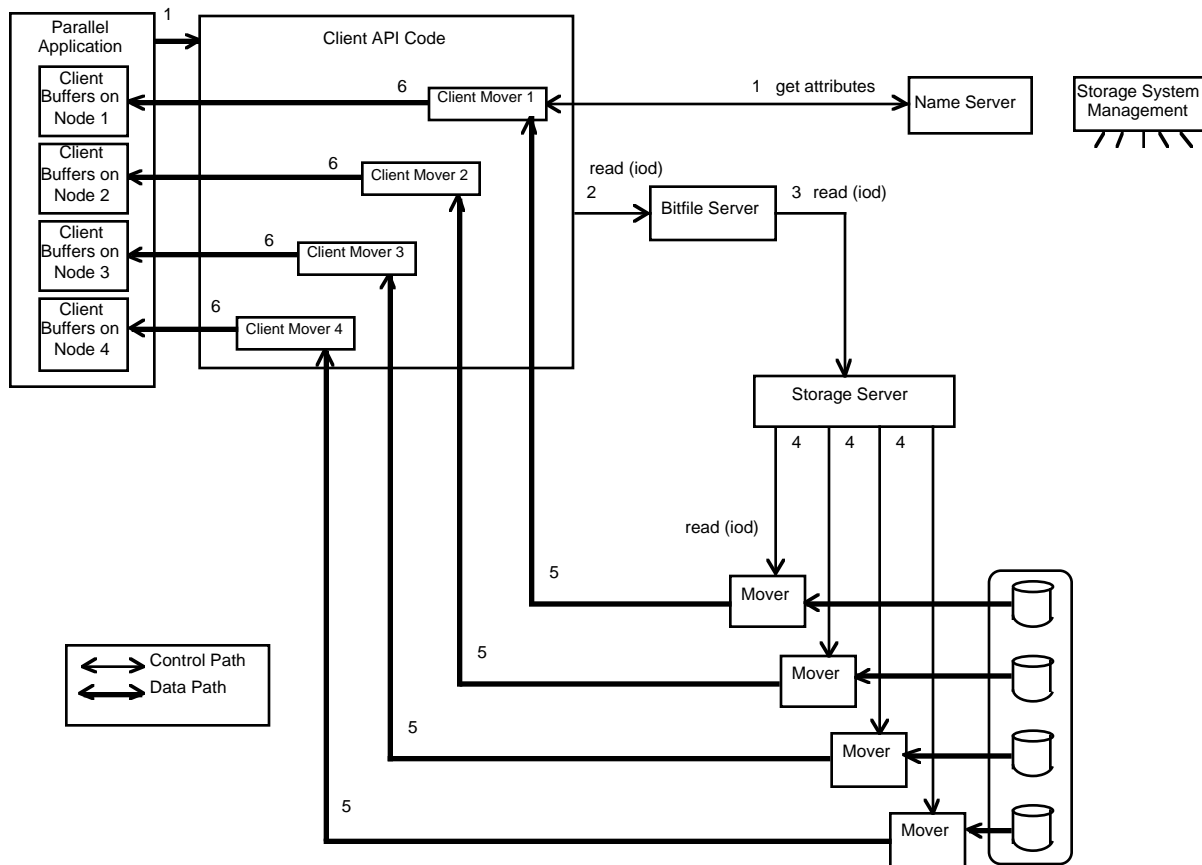 Parallel
Application
1
Client API Code
Client
Buffers on
Node 1
6
Client Mover 1
1 get attributes
Name Server
Storage System
Management
Client
Buffers on
Node 2
6
Client Mover 2
read (iod)
2
Bitfile Server
3 read (iod)
Client
Buffers on
Node 3
6
Client Mover 3
Client
Buffers on
Node 4
6
Client Mover 4
Storage Server
4
4
4
read (iod)
5
Mover
Control Path
Data Path
5
Mover
5
Mover
5
Mover